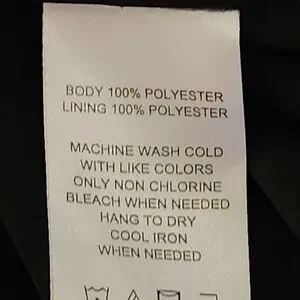 BODY 100% POLYESTER
LINING 100% POLYESTER
MACHINE WASH COLD
WITH LIKE COLORS
ONLY NON CHLORINE
BLEACH WHEN NEEDED
HANG TO DRY
COOL IRON
WHEN NEEDED